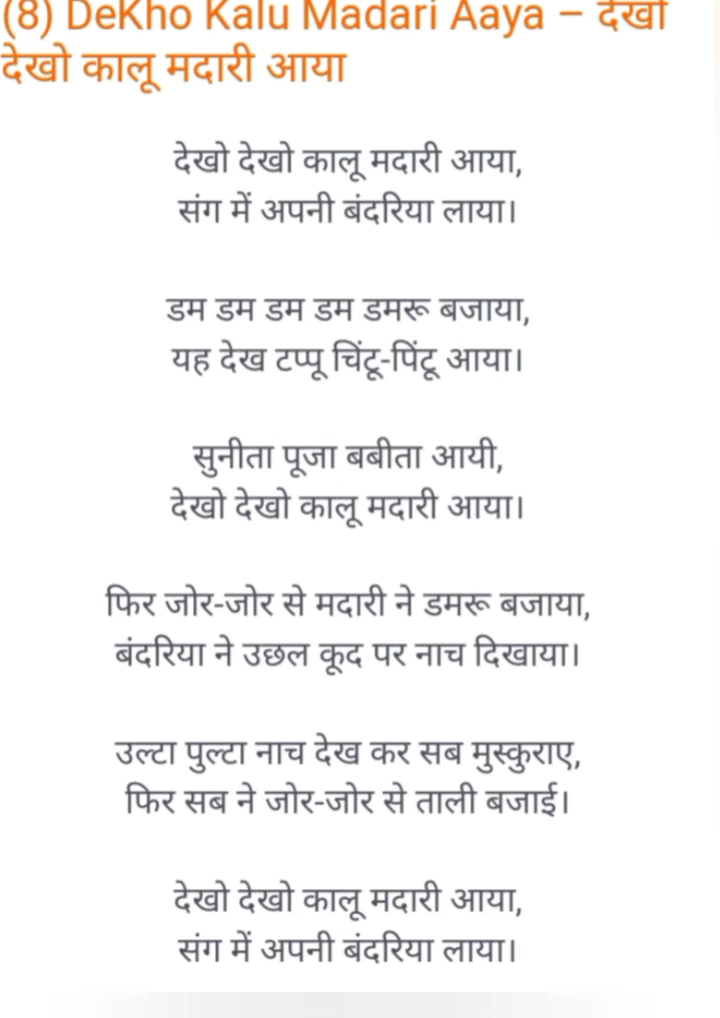 (8) DeKho Kalu Madari Aaya – देखो
देखो कालू मदारी आया
देखो देखो कालू मदारी आया,
संग में अपनी बंदरिया लाया।
डम डम डम डम डमरू बजाया,
यह देख टप्पू चिंटू-पिंटू आया।
सुनीता पूजा बबीता आयी,
देखो देखो कालू मदारी आया।
फिर जोर-जोर से मदारी ने डमरू बजाया,
बंदरिया ने उछल कूद पर नाच दिखाया।
उल्टा पुल्टा नाच देख कर सब मुस्कुराए,
फिर सब ने जोर-जोर से ताली बजाई।
देखो देखो कालू मदारी आया,
संग में अपनी बंदरिया लाया।